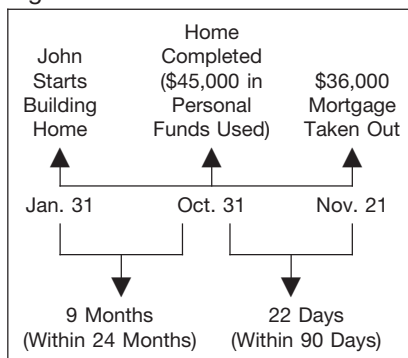 John
Starts
Building
Home
Home
Completed
($45,000 in
Personal
Funds Used)
$36,000
Mortgage
Taken Out
Jan. 31
Oct. 31
Nov. 21
9 Months
(Within 24 Months)
22 Days
(Within 90 Days)